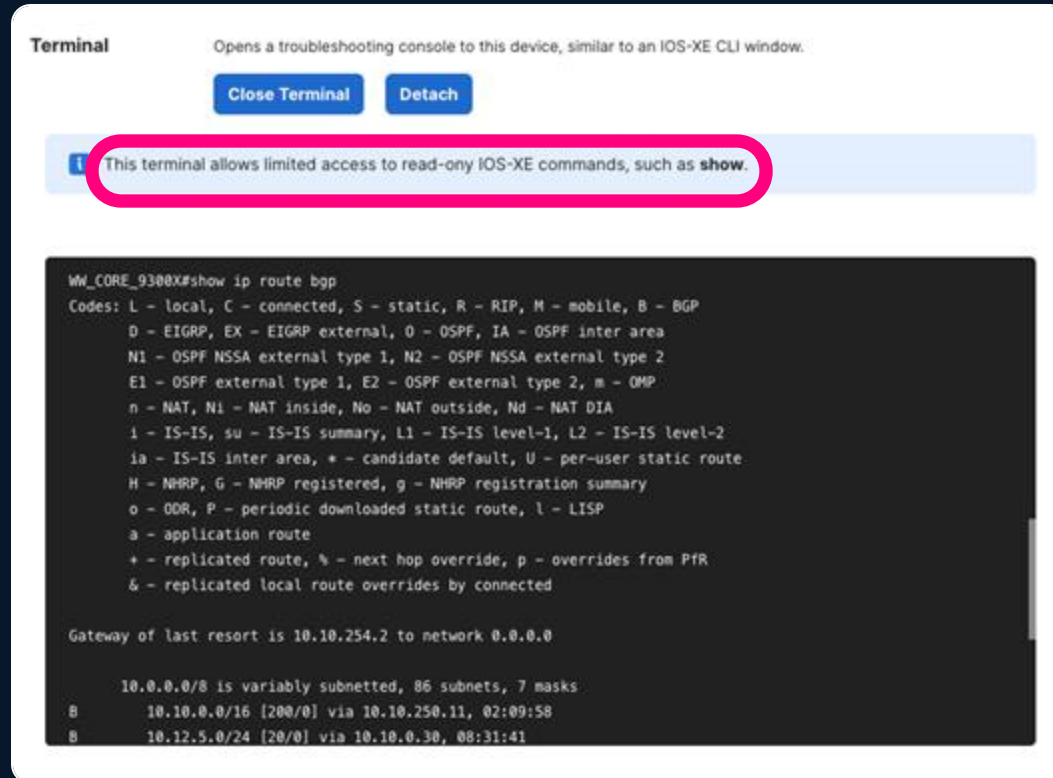 Terminal
Opens a troubleshooting console to this device, similar to an IOS-XE CLI window.
Close Terminal Detach
i This terminal allows limited access to read-ony IOS-XE commands, such as show.
WW_CORE_9300X#show ip route bgp
Codes: L - local, C - connected, S - static, R - RIP, M - mobile, B - BGP
D - EIGRP, EX - EIGRP external, O - OSPF, IA - OSPF inter area
N1 - OSPF NSSA external type 1, N2 - OSPF NSSA external type 2
E1 - OSPF external type 1, E2 - OSPF external type 2, m - OMP
n - NAT, Ni - NAT inside, No - NAT outside, Nd - NAT DIA
i - IS-IS, su - IS-IS summary, L1 - IS-IS level-1, L2 - IS-IS level-2
ia - IS-IS inter area, * - candidate default, U - per-user static route
H - NHRP, G - NHRP registered, g - NHRP registration summary
o - ODR, P - periodic downloaded static route, l - LISP
a - application route
+ - replicated route, % - next hop override, p - overrides from PfR
& - replicated local route overrides by connected
Gateway of last resort is 10.10.254.2 to network 0.0.0.0
10.0.0.0/8 is variably subnetted, 86 subnets, 7 masks
B 10.10.0.0/16 [200/0] via 10.10.250.11, 02:09:58
B 10.12.5.0/24 [20/0] via 10.10.0.30, 08:31:41